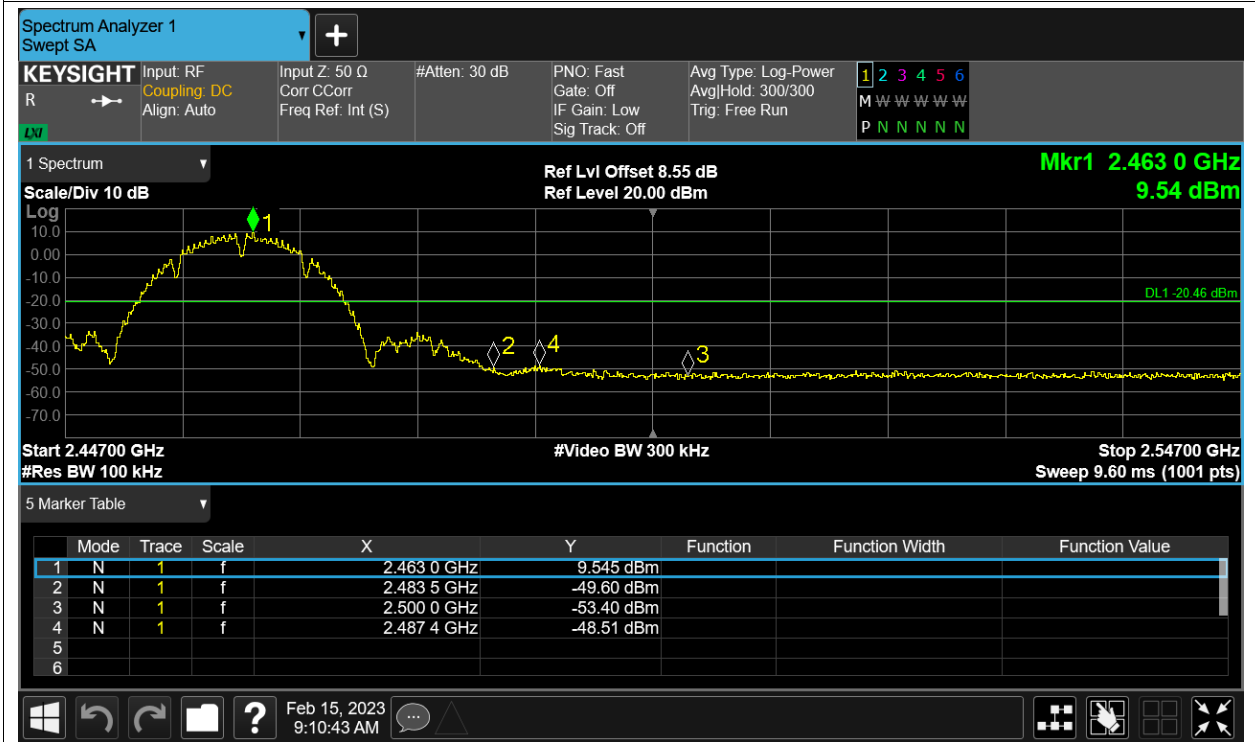 Spectrum Analyzer 1
Swept SA
+
KEYSIGHT Input: RF Input Z: 50 Ω #Atten: 30 dB PNO: Fast Avg Type: Log-Power 1 2 3 4 5 6
R Coupling: DC Corr CCorr Gate: Off Avg|Hold: 300/300 M W W W W W
Align: Auto Freq Ref: Int (S) IF Gain: Low Trig: Free Run
LXI Sig Track: Off P N N N N N
1 Spectrum Ref Lvl Offset 8.55 dB Mkr1 2.463 0 GHz
Scale/Div 10 dB Ref Level 20.00 dBm 9.54 dBm
Log
1
10.0
0.00
-10.0
-20.0 DL1 -20.46 dBm
-30.0
-40.0 2 4 3
-50.0
-60.0
-70.0
Start 2.44700 GHz #Video BW 300 kHz Stop 2.54700 GHz
#Res BW 100 kHz Sweep 9.60 ms (1001 pts)
5 Marker Table
Mode Trace Scale X Y Function Function Width Function Value
1 N 1 f 2.463 0 GHz 9.545 dBm
2 N 1 f 2.483 5 GHz -49.60 dBm
3 N 1 f 2.500 0 GHz -53.40 dBm
4 N 1 f 2.487 4 GHz -48.51 dBm
5
6
? Feb 15, 2023
9:10:43 AM